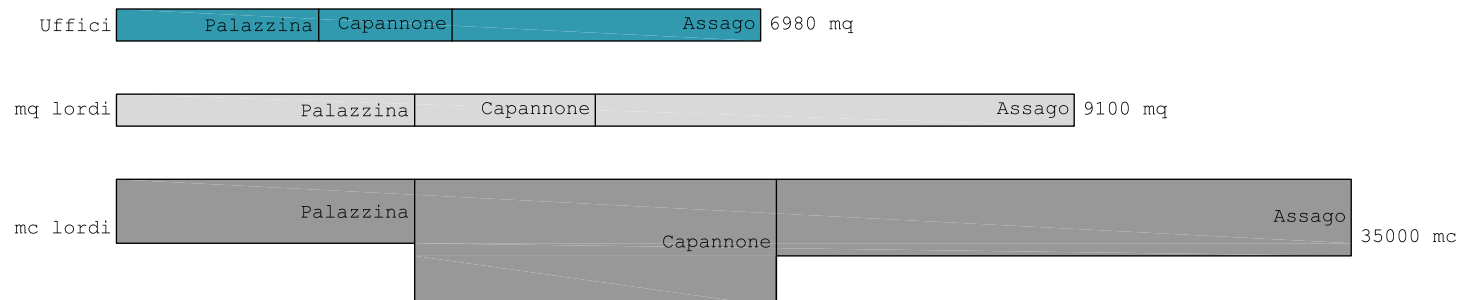 Uffici Palazzina Capannone Assago 6980 mq
mq lordi Palazzina Capannone Assago 9100 mq
mc lordi Palazzina Capannone Assago 35000 mc